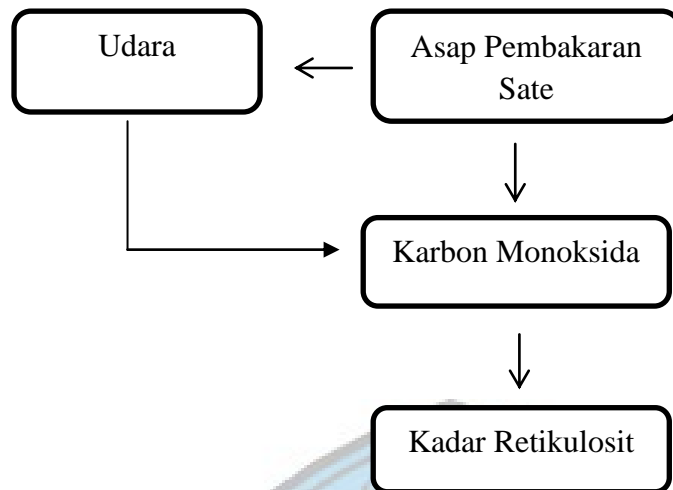 Udara
Asap Pembakaran
Sate
Karbon Monoksida
Kadar Retikulosit